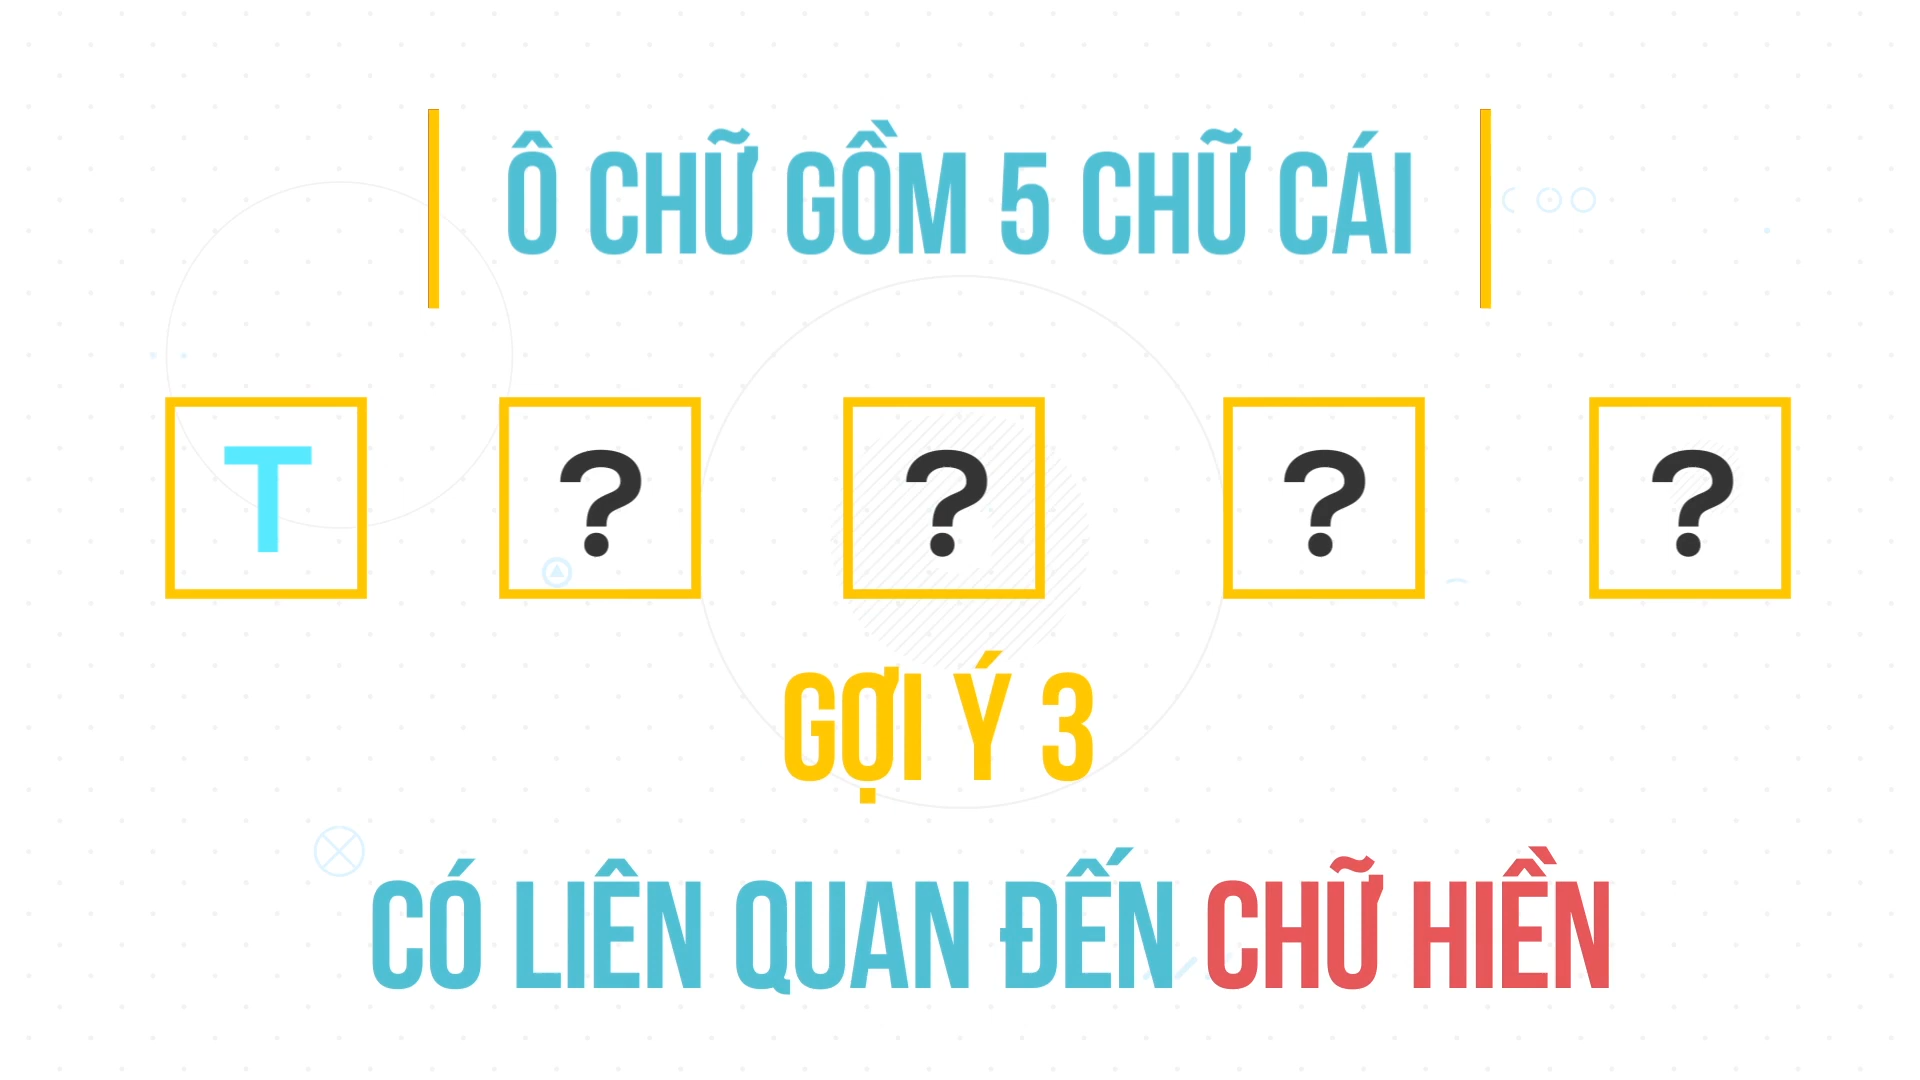 Ô CHỮ GỒM 5 CHỮ CÁI
T ? ? ? ?
GỢI Ý 3
CÓ LIÊN QUAN ĐẾN CHỮ HIỀN